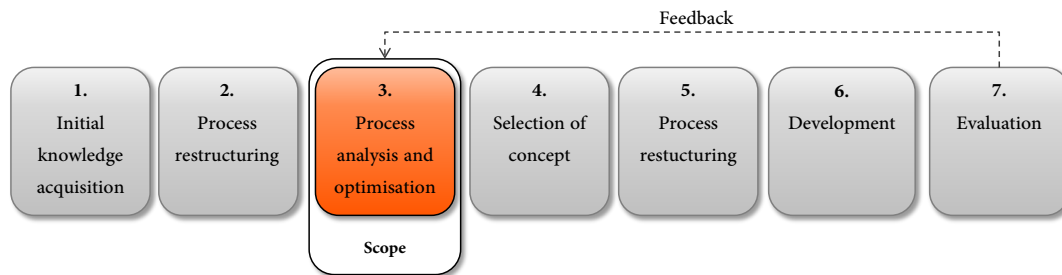 Feedback
1.
Initial
knowledge
acquisition
2.
Process
restructuring
3.
Process
analysis and
optimisation
Scope
4.
Selection of
concept
5.
Process
restucturing
6.
Development
7.
Evaluation